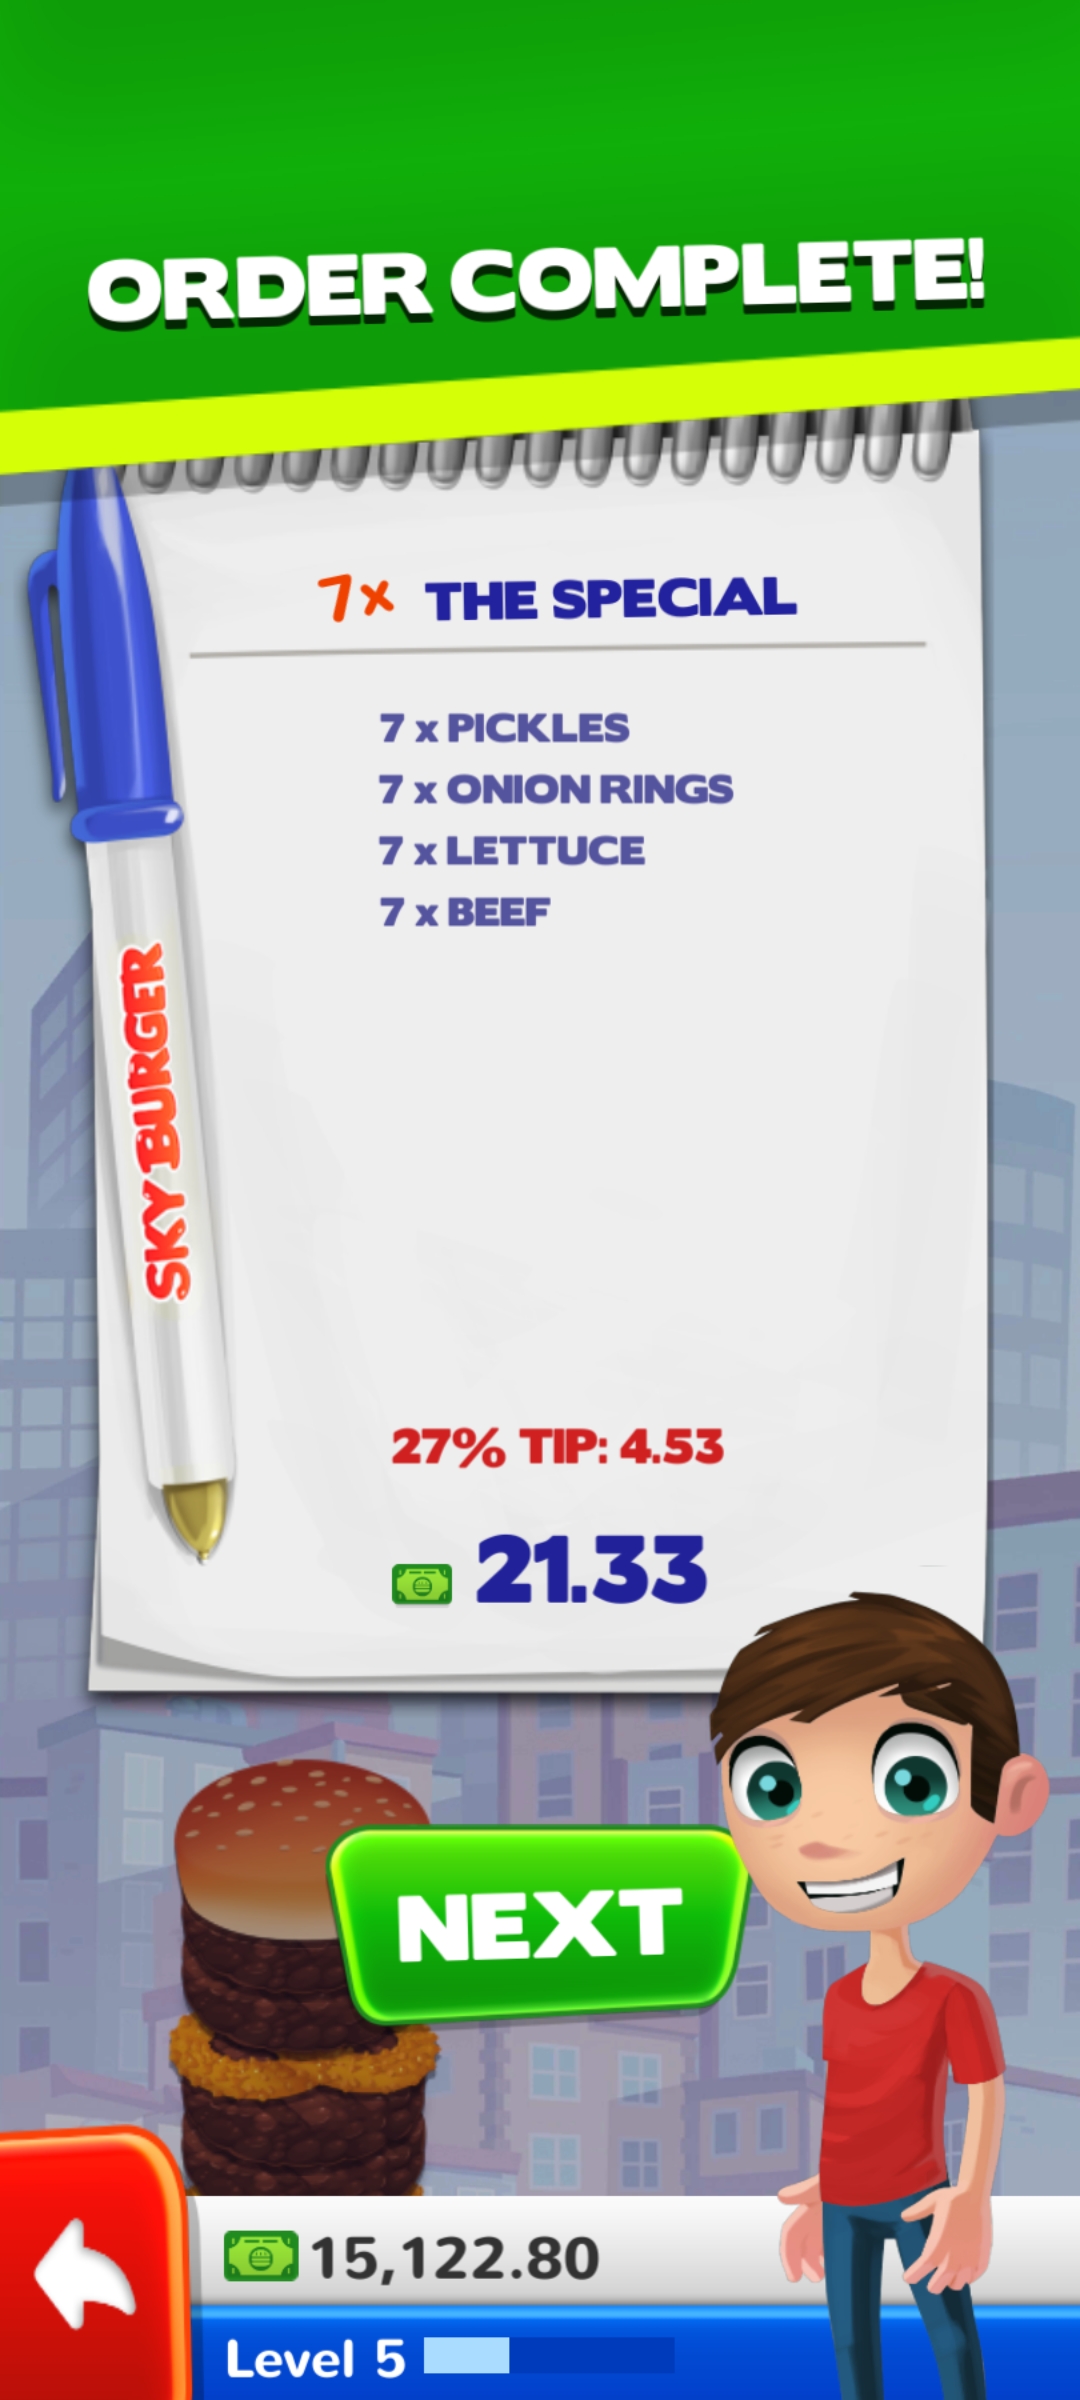 ORDER COMPLETE!
7x THE SPECIAL
7 x PICKLES
7 x ONION RINGS
7 x LETTUCE
7 x BEEF
SKY BURGER
27% TIP: 4.53
21.33
NEXT
15,122.80
Level 5